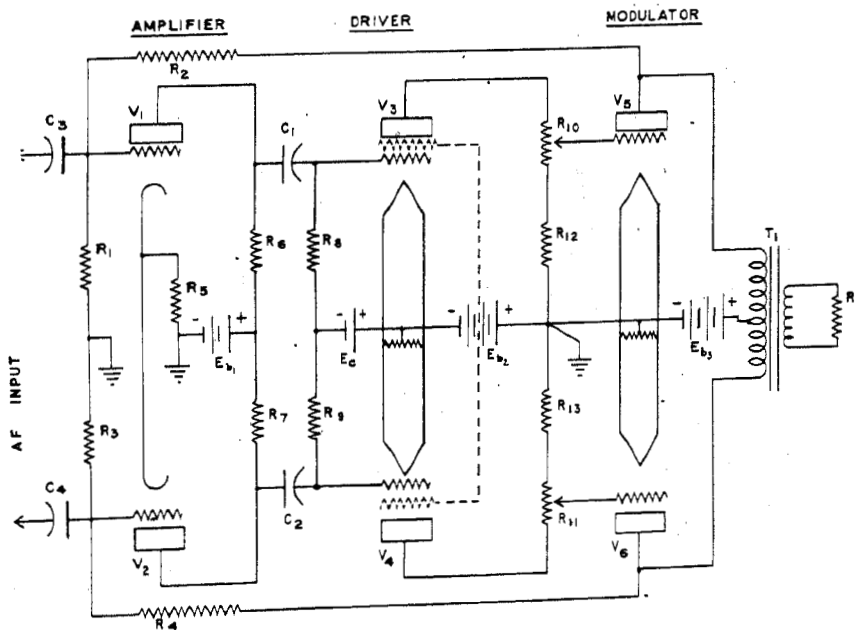 AMPLIFIER
DRIVER
MODULATOR
R2
V1
V3
V5
C3
C1
R10
R1
R6
R8
R12
T1
R5
- +
Eb1
- +
Ec
- +
Eb2
- +
Eb3
R
AF INPUT
R3
R7
R9
R13
C4
C2
R11
V2
V4
V6
R4